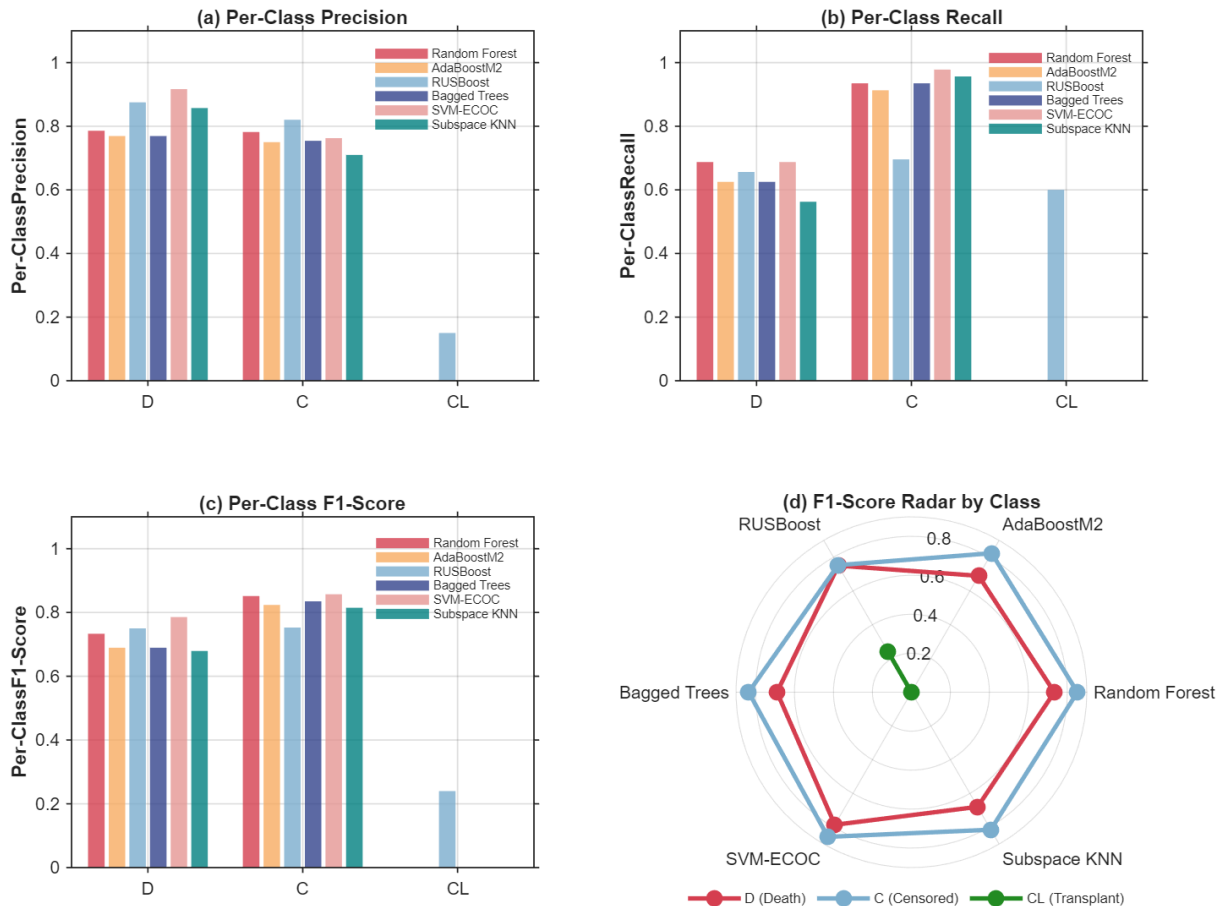 (a) Per-Class Precision
Per-ClassPrecision
1
0.8
0.6
0.4
0.2
0
D
C
CL
Random Forest
AdaBoostM2
RUSBoost
Bagged Trees
SVM-ECOC
Subspace KNN
(b) Per-Class Recall
Per-ClassRecall
1
0.8
0.6
0.4
0.2
0
D
C
CL
Random Forest
AdaBoostM2
RUSBoost
Bagged Trees
SVM-ECOC
Subspace KNN
(c) Per-Class F1-Score
Per-ClassF1-Score
1
0.8
0.6
0.4
0.2
0
D
C
CL
Random Forest
AdaBoostM2
RUSBoost
Bagged Trees
SVM-ECOC
Subspace KNN
(d) F1-Score Radar by Class
RUSBoost
AdaBoostM2
0.8
0.6
0.4
0.2
Bagged Trees
Random Forest
SVM-ECOC
Subspace KNN
D (Death)
C (Censored)
CL (Transplant)